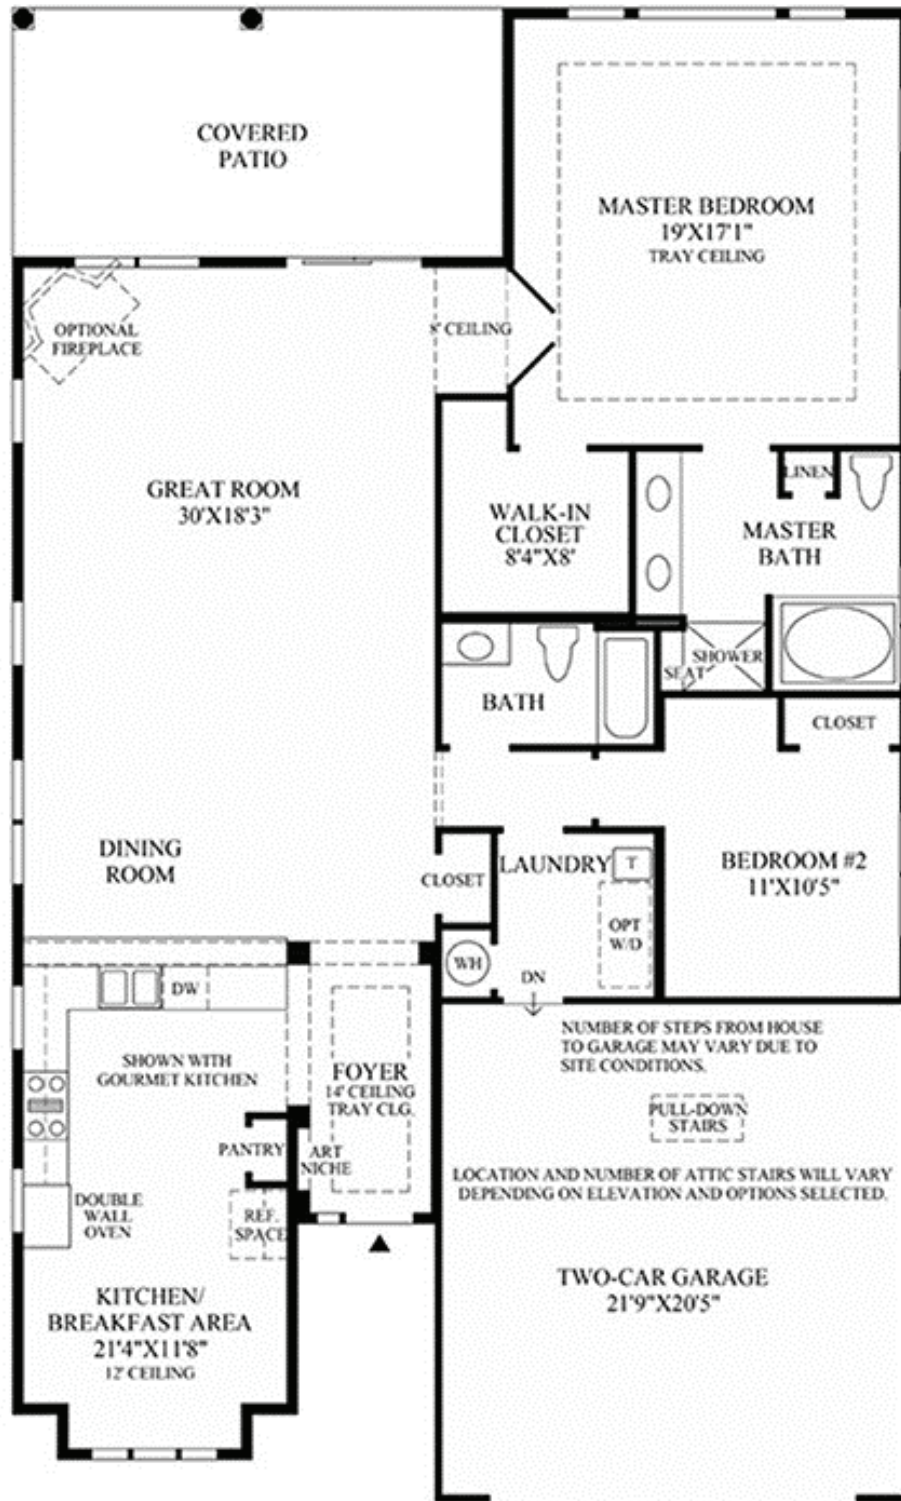 COVERED
PATIO
MASTER BEDROOM
19'X17'1"
TRAY CEILING
OPTIONAL
FIREPLACE
8' CEILING
GREAT ROOM
30'X18'3"
WALK-IN
CLOSET
8'4"X8'
LINEN
MASTER
BATH
SEAT
SHOWER
BATH
CLOSET
DINING
ROOM
CLOSET
LAUNDRY
T
BEDROOM #2
11'X10'5"
OPT
W/D
WH
DN
DW
SHOWN WITH
GOURMET KITCHEN
FOYER
14' CEILING
TRAY CLG.
NUMBER OF STEPS FROM HOUSE
TO GARAGE MAY VARY DUE TO
SITE CONDITIONS.
PULL-DOWN
STAIRS
PANTRY
ART
NICHE
LOCATION AND NUMBER OF ATTIC STAIRS WILL VARY
DEPENDING ON ELEVATION AND OPTIONS SELECTED.
DOUBLE
WALL
OVEN
REF.
SPACE
KITCHEN/
BREAKFAST AREA
21'4"X11'8"
12' CEILING
TWO-CAR GARAGE
21'9"X20'5"